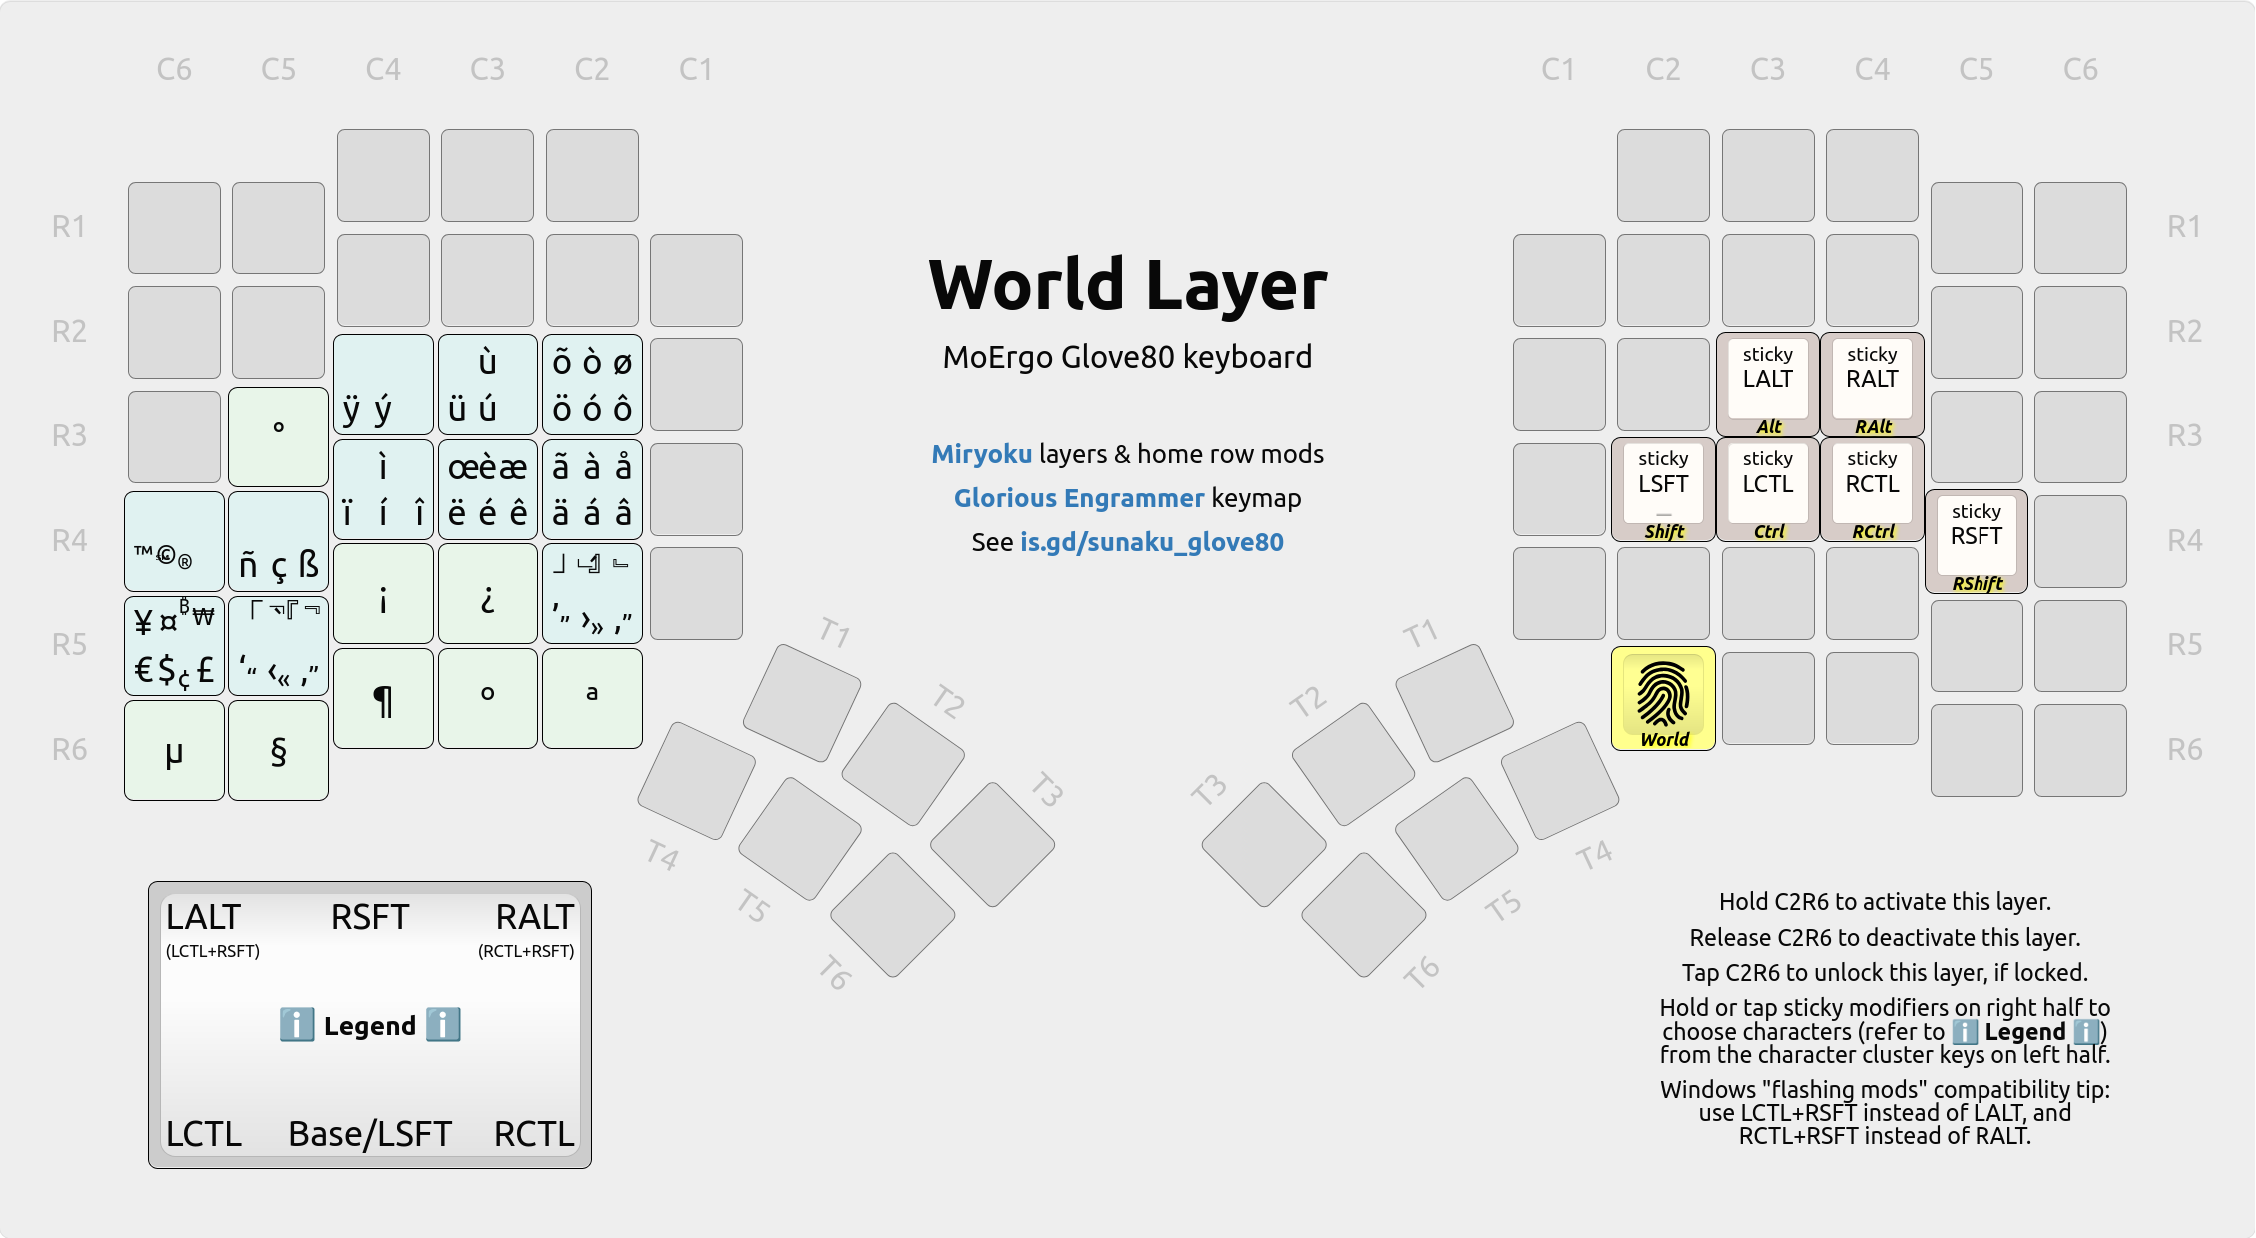 C6 C5 C4 C3 C2 C1 C1 C2 C3 C4 C5 C6
R1 R1
World Layer
R2 R2
MoErgo Glove80 keyboard
ù õ ò ø
ÿ ý ü ú ö ó ô
sticky LALT Alt
sticky RALT RAlt
R3 ° R3
Miryoku layers & home row mods
Glorious Engrammer keymap
See is.gd/sunaku_glove80
ì œ è æ ã à å
ï í î ë é ê ä á â
sticky LSFT _ Shift
sticky LCTL Ctrl
sticky RCTL RCtrl
sticky RSFT RShift
R4 ™ © ® ñ ç ß R4
¡ ¿
R5 ¥ ¤ ₩ R5
€ $ ¢ £ ‘ “ ‹ « , ”
¶ º ª
World
R6 µ § R6
T1 T2 T3
T4 T5 T6
T1 T2 T3
T4 T5 T6
LALT RSFT RALT
(LCTL+RSFT) (RCTL+RSFT)
ℹ️ Legend ℹ️
LCTL Base/LSFT RCTL
Hold C2R6 to activate this layer.
Release C2R6 to deactivate this layer.
Tap C2R6 to unlock this layer, if locked.
Hold or tap sticky modifiers on right half to
choose characters (refer to ℹ️ Legend ℹ️)
from the character cluster keys on left half.
Windows "flashing mods" compatibility tip:
use LCTL+RSFT instead of LALT, and
RCTL+RSFT instead of RALT.